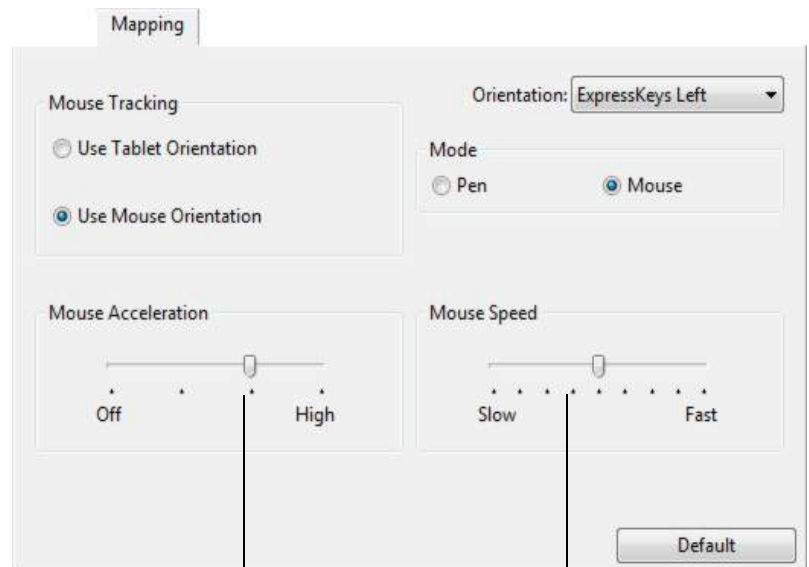 Mapping
Orientation: ExpressKeys Left
Mouse Tracking
Use Tablet Orientation
Use Mouse Orientation
Mode
Pen Mouse
Mouse Acceleration
Off High
Mouse Speed
Slow Fast
Default